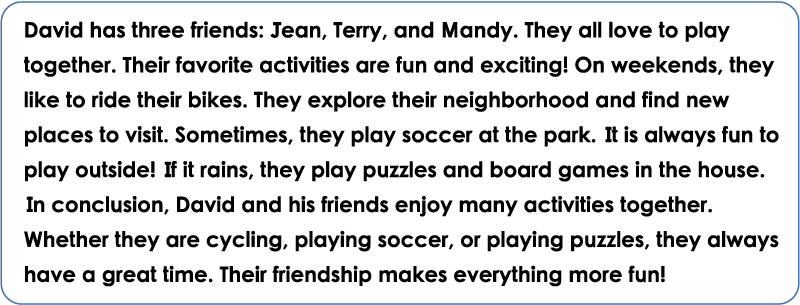 David has three friends: Jean, Terry, and Mandy. They all love to play
together. Their favorite activities are fun and exciting! On weekends, they
like to ride their bikes. They explore their neighborhood and find new
places to visit. Sometimes, they play soccer at the park. It is always fun to
play outside! If it rains, they play puzzles and board games in the house.
In conclusion, David and his friends enjoy many activities together.
Whether they are cycling, playing soccer, or playing puzzles, they always
have a great time. Their friendship makes everything more fun!